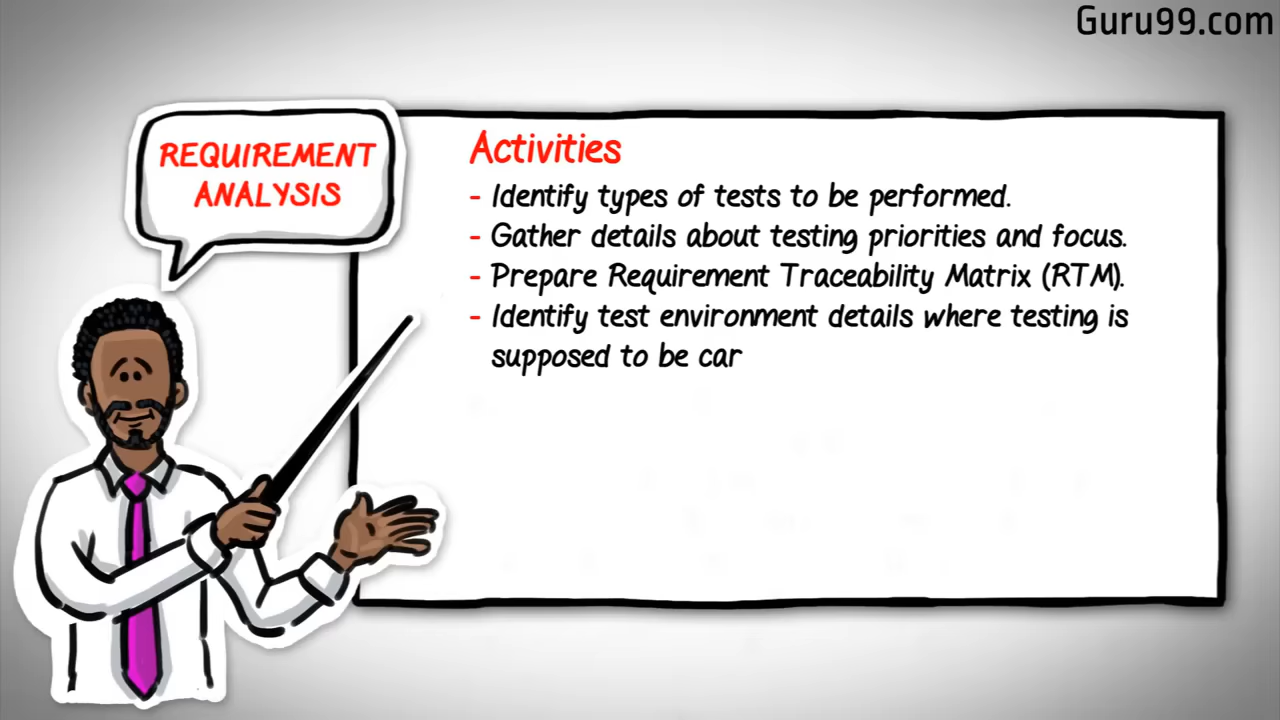 Guru99.com
REQUIREMENT
ANALYSIS
Activities
- Identify types of tests to be performed.
- Gather details about testing priorities and focus.
- Prepare Requirement Traceability Matrix (RTM).
- Identify test environment details where testing is
supposed to be car